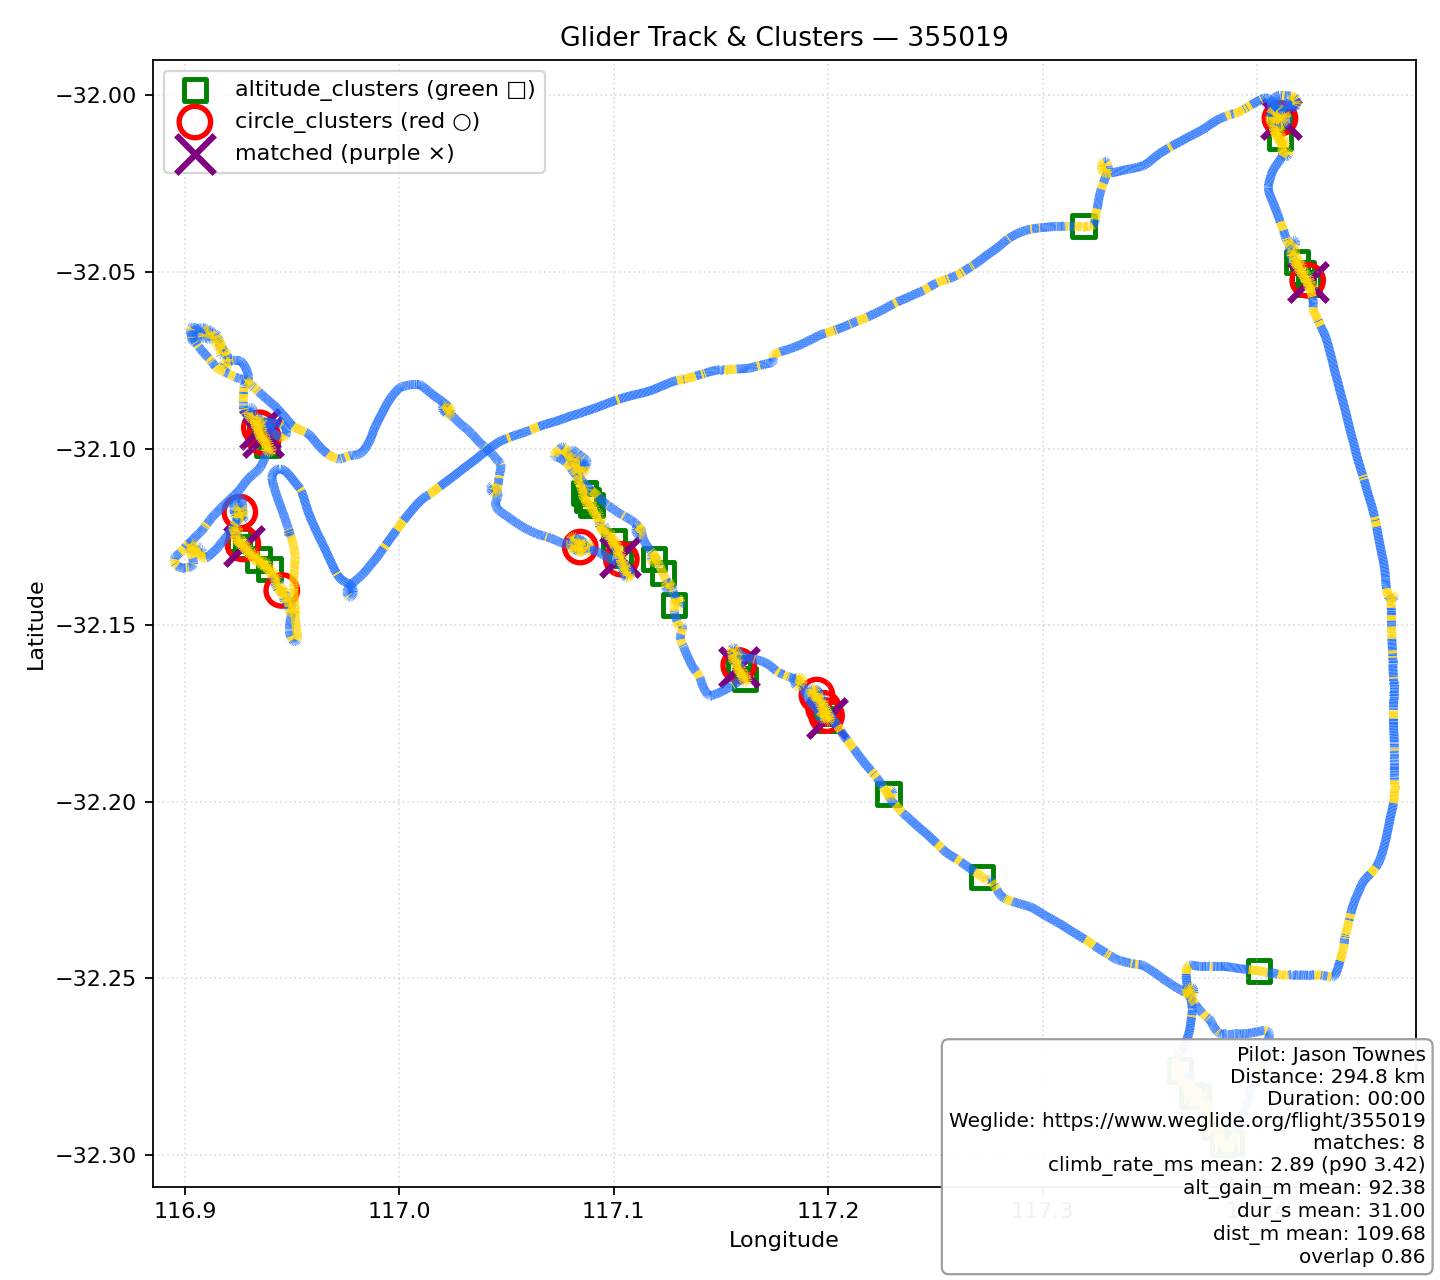 Glider Track & Clusters — 355019
altitude_clusters (green □)
circle_clusters (red ○)
matched (purple ×)
−32.00
−32.05
−32.10
−32.15
−32.20
−32.25
−32.30
Latitude
116.9
117.0
117.1
117.2
117.3
Longitude
Pilot: Jason Townes
Distance: 294.8 km
Duration: 00:00
Weglide: https://www.weglide.org/flight/355019
matches: 8
climb_rate_ms mean: 2.89 (p90 3.42)
alt_gain_m mean: 92.38
dur_s mean: 31.00
dist_m mean: 109.68
overlap 0.86